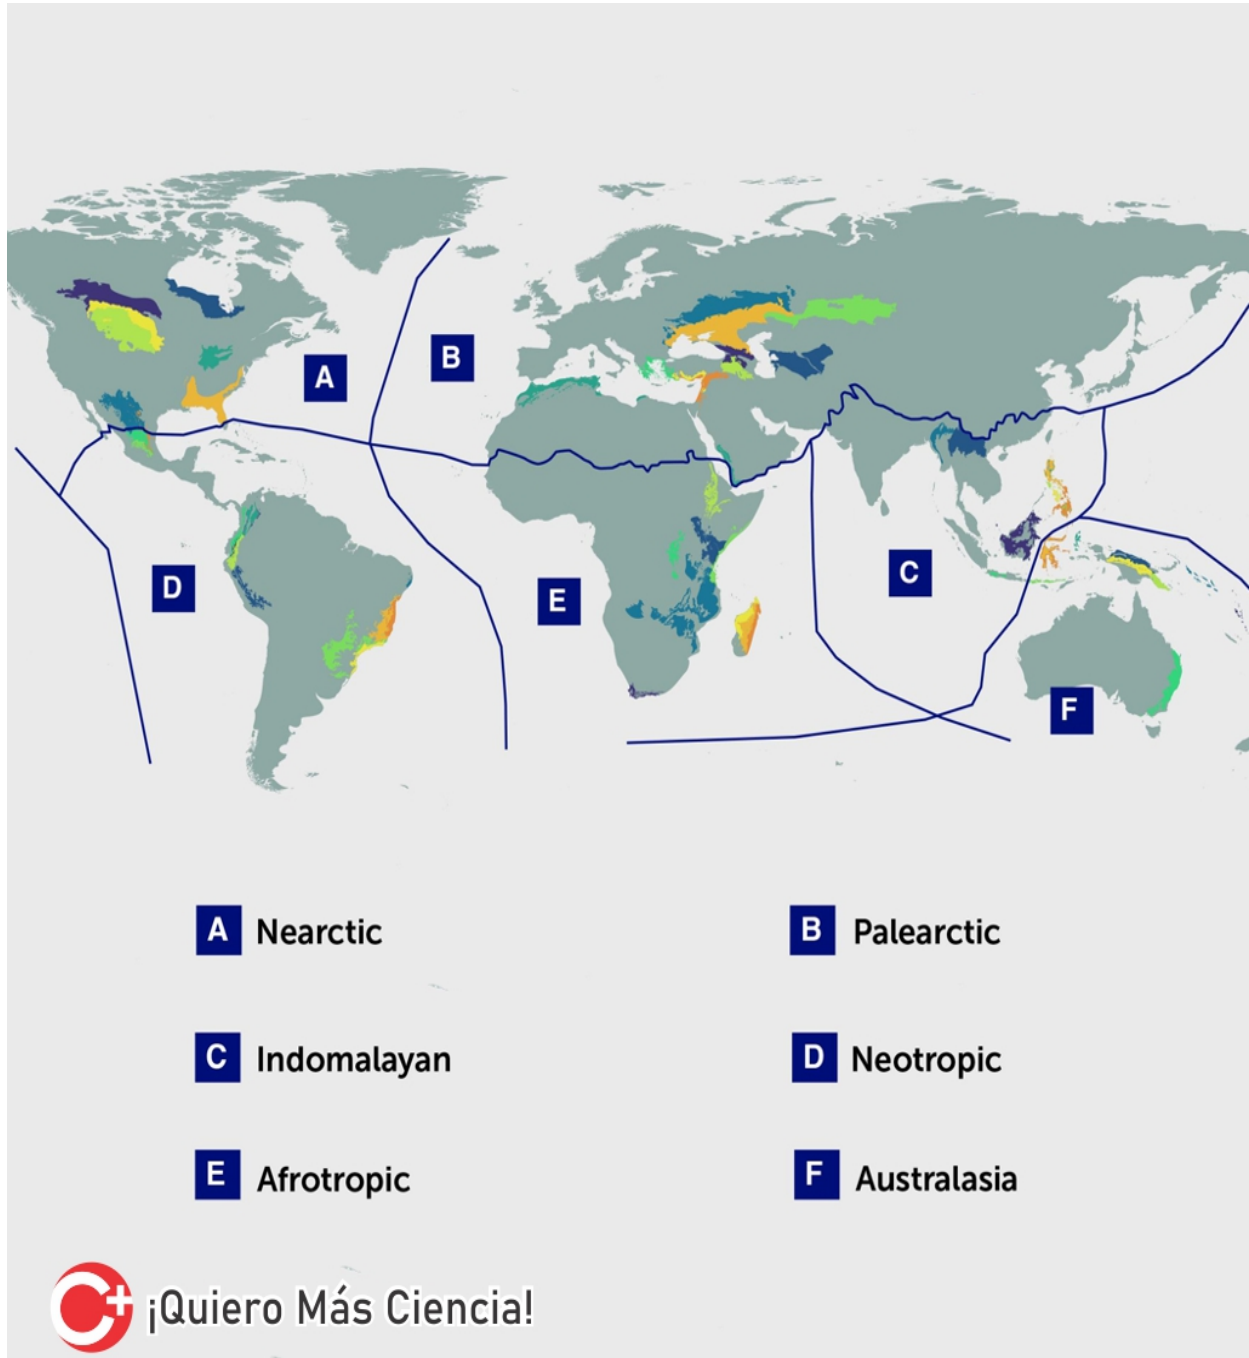 A
B
C
D
E
F
A Nearctic
B Palearctic
C Indomalayan
D Neotropic
E Afrotropic
F Australasia
C+ ¡Quiero Más Ciencia!